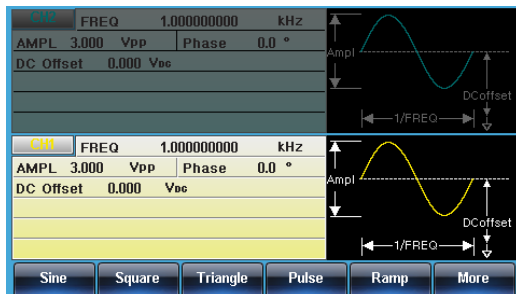 CH2 FREQ 1.000000000 kHz
AMPL 3.000 Vpp Phase 0.0 °
DC Offset 0.000 VDC
Ampl
DCoffset
1/FREQ
CH1 FREQ 1.000000000 kHz
AMPL 3.000 Vpp Phase 0.0 °
DC Offset 0.000 VDC
Ampl
DCoffset
1/FREQ
Sine Square Triangle Pulse Ramp More